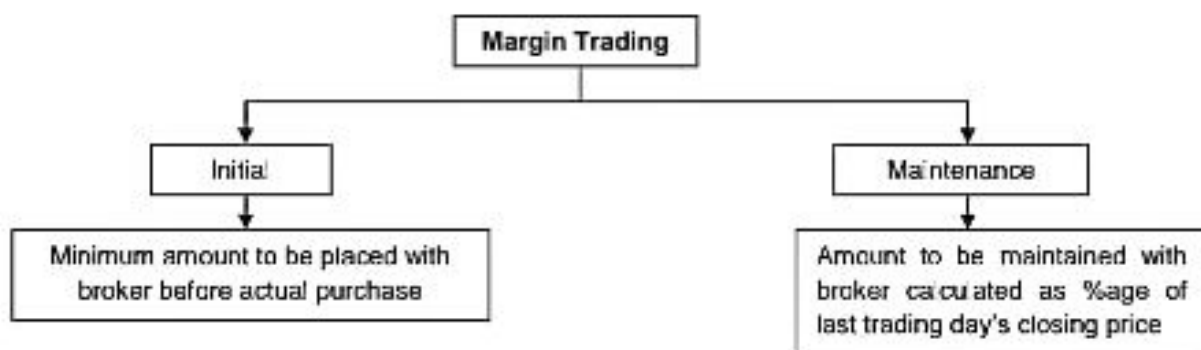 Margin Trading
Initial
Maintenance
Minimum amount to be placed with
broker before actual purchase
Amount to be maintained with
broker calculated as %age of
last trading day's closing price